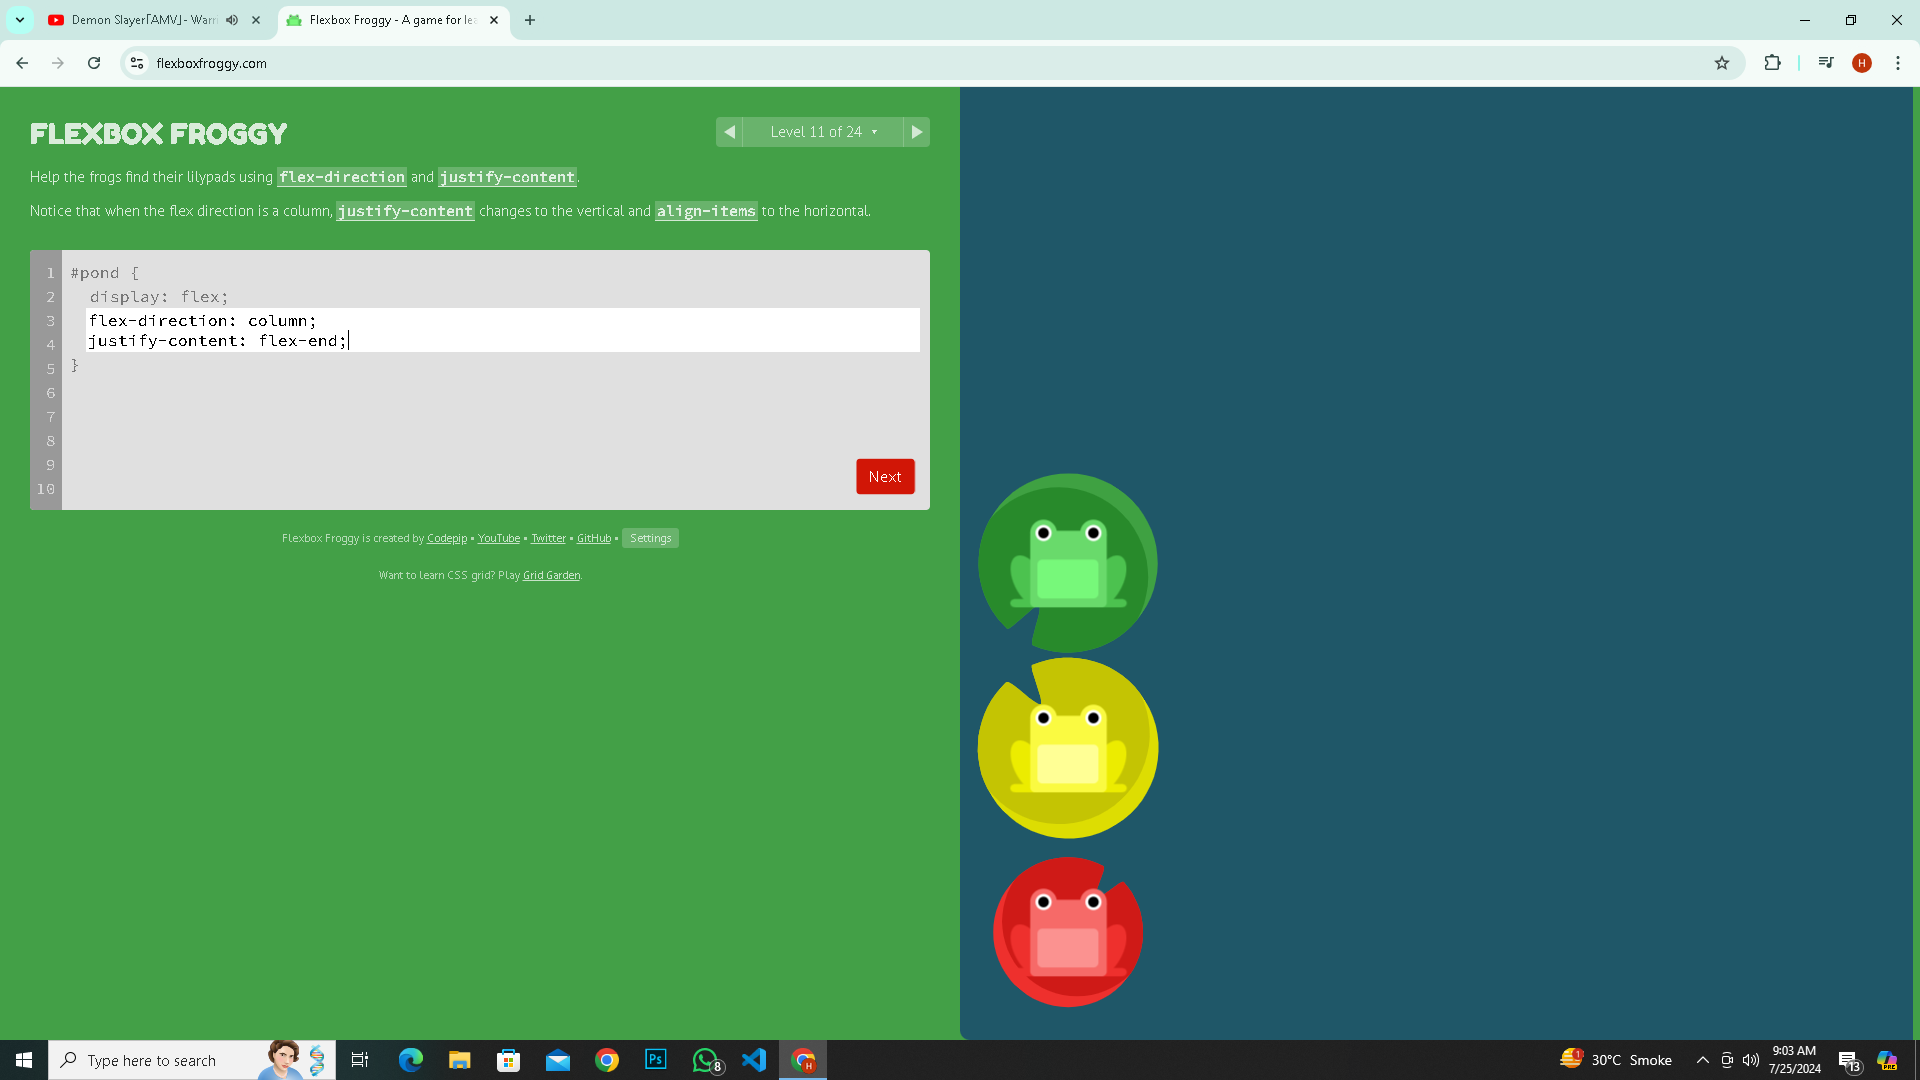 Demon Slayer「AMV」- Warri
Flexbox Froggy - A game for lea
flexboxfroggy.com
H
FLEXBOX FROGGY
Level 11 of 24
Help the frogs find their lilypads using flex-direction and justify-content.
Notice that when the flex direction is a column, justify-content changes to the vertical and align-items to the horizontal.
1 #pond {
2 display: flex;
3 flex-direction: column;
4 justify-content: flex-end;
5 }
6
7
8
9
10
Next
Flexbox Froggy is created by Codepip • YouTube • Twitter • GitHub • Settings
Want to learn CSS grid? Play Grid Garden.
Type here to search
Ps
8
H
1
30°C Smoke
9:03 AM
7/25/2024
13
PRE